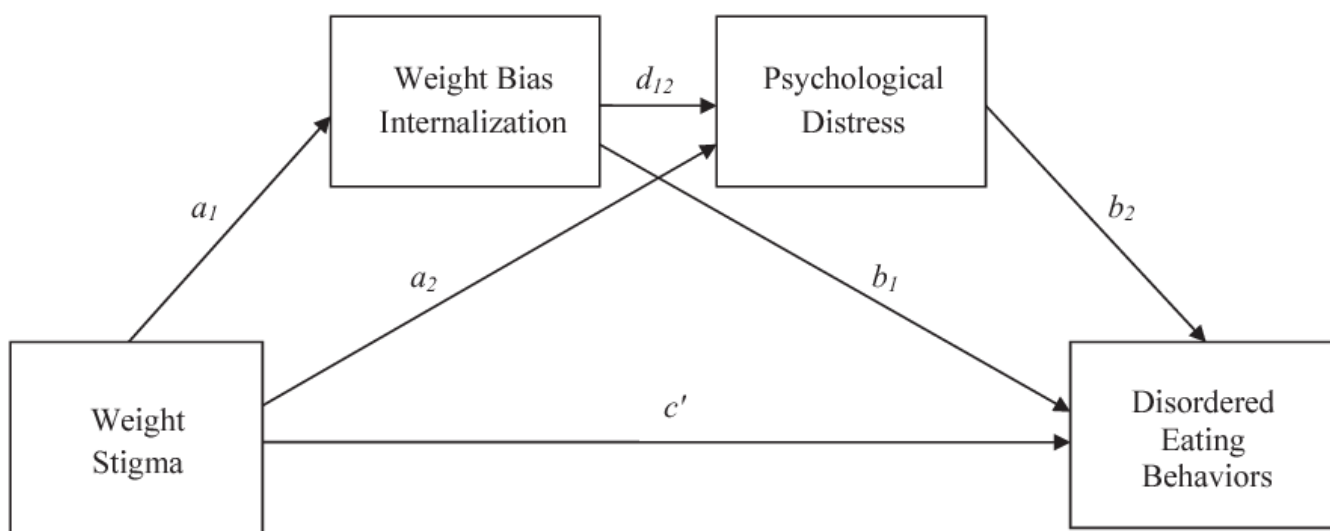 Weight Bias
Internalization
d12
Psychological
Distress
a1
a2
b1
b2
Weight
Stigma
c'
Disordered
Eating
Behaviors